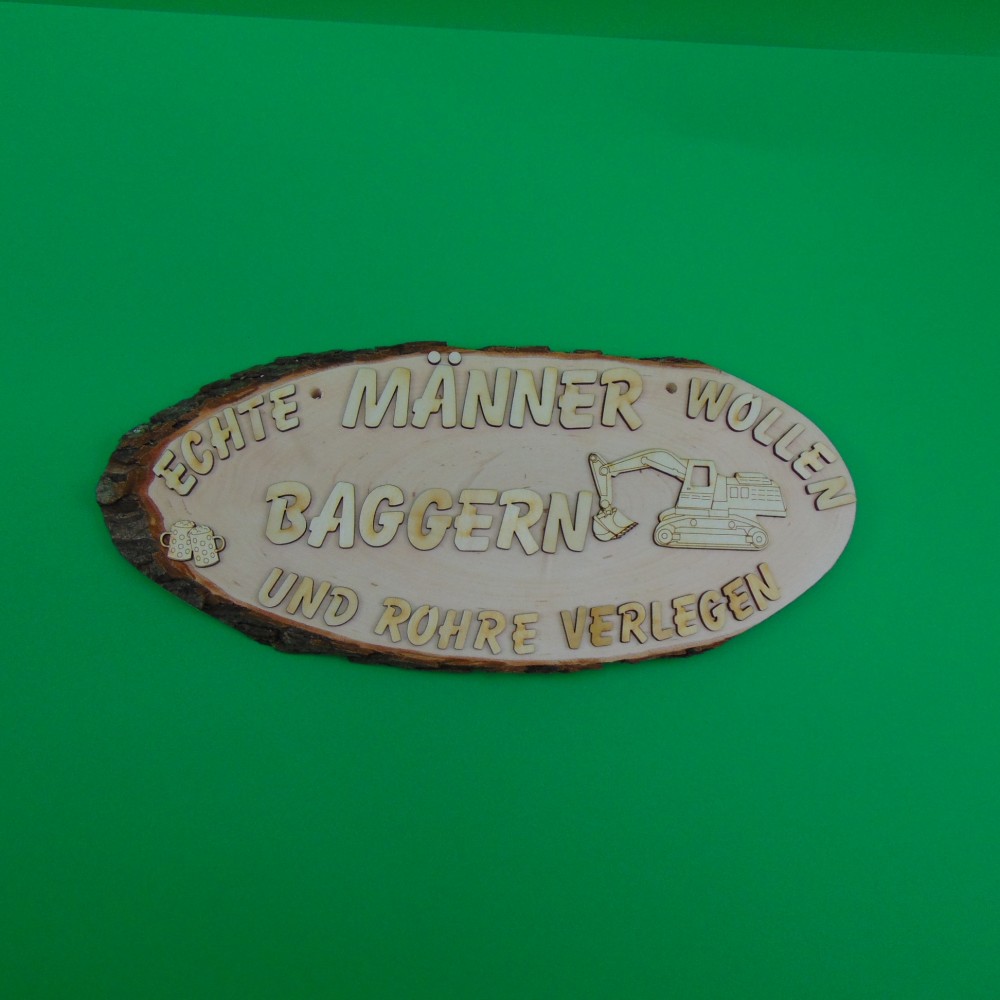 ECHTE MÄNNER WOLLEN
BAGGERN
UND ROHRE VERLEGEN